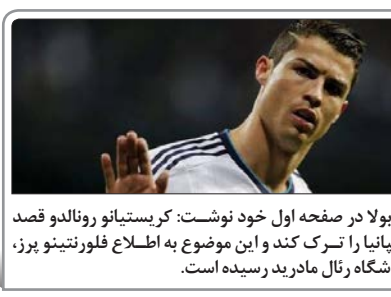 بولا در صفحه اول خود نوشت: کریستیانو رونالدو قصد
پانیا را ترک کند و این موضوع به اطلاع فلورنتینو پرز،
شگاه رئال مادرید رسیده است.